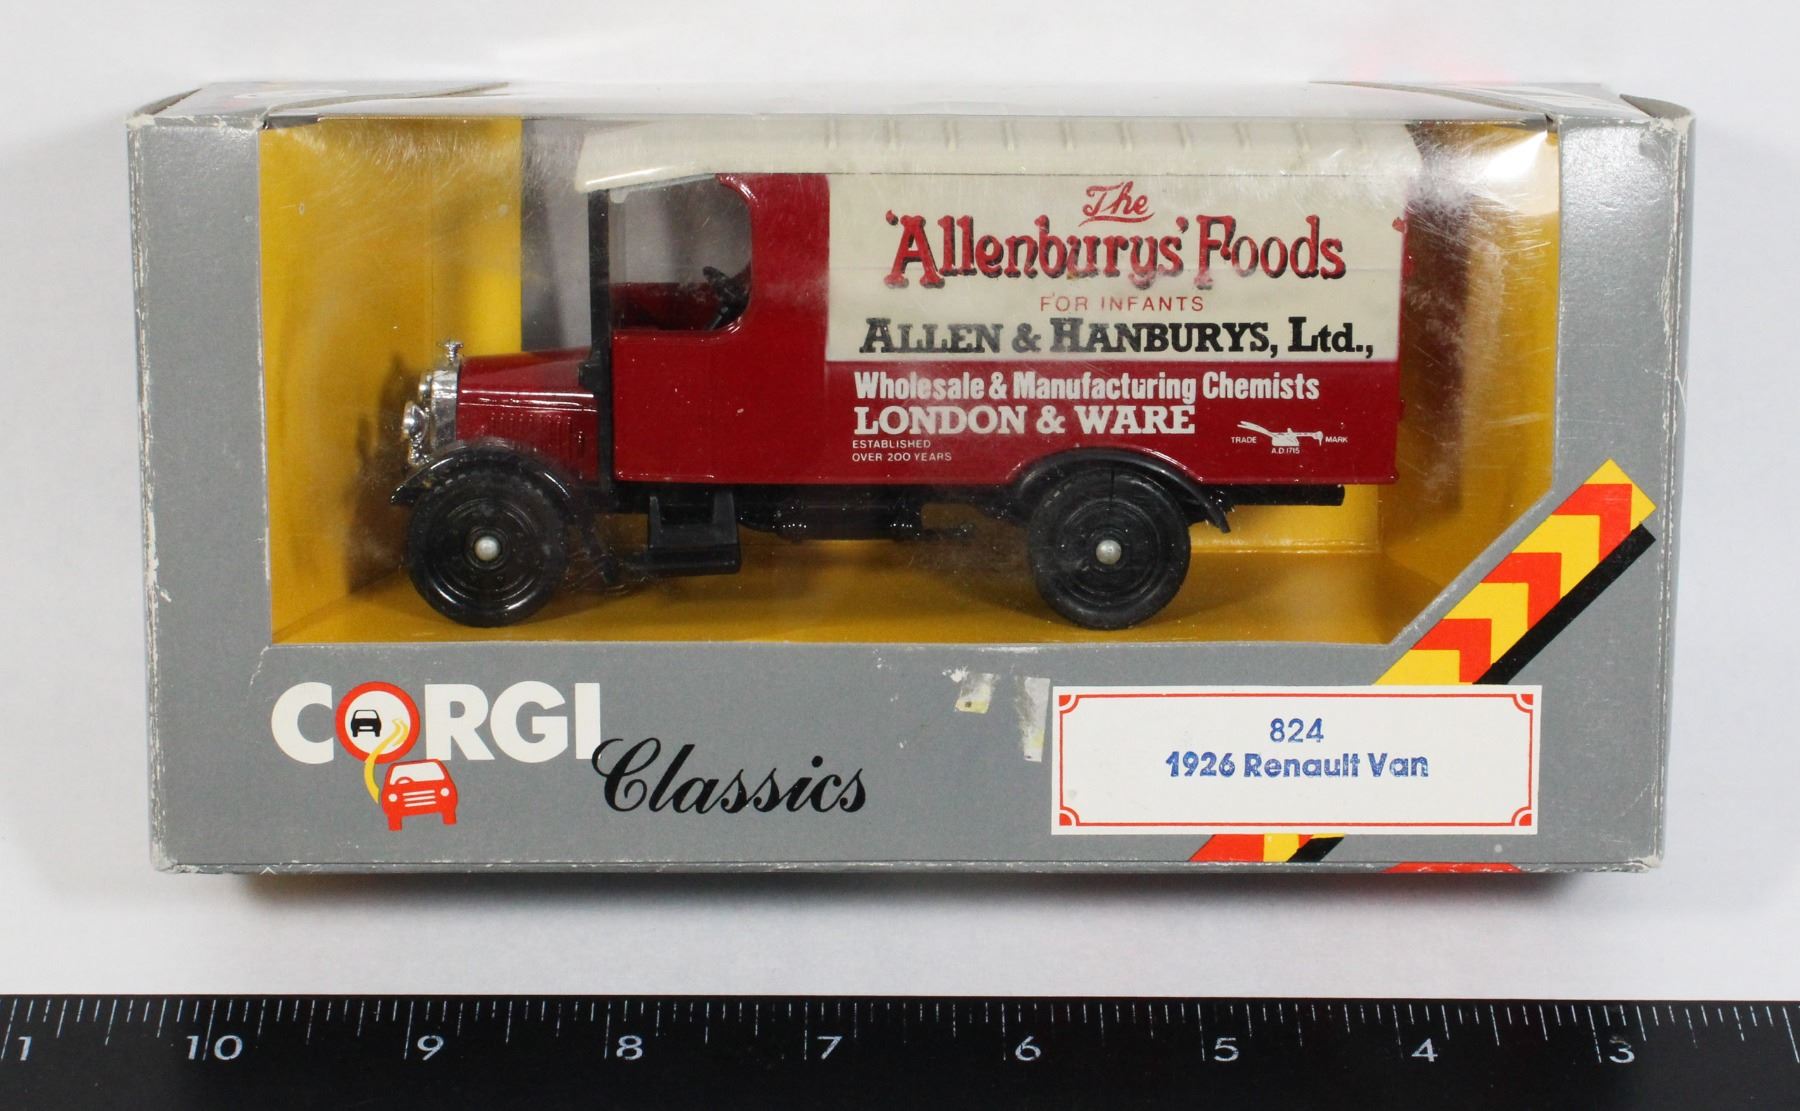 The
'Allenburys' Foods
FOR INFANTS
ALLEN & HANBURYS, Ltd.,
Wholesale & Manufacturing Chemists
LONDON & WARE
ESTABLISHED
OVER 200 YEARS
TRADE MARK
A.D. 1715
CORGI
Classics
824
1926 Renault Van
1 10 9 8 7 6 5 4 3